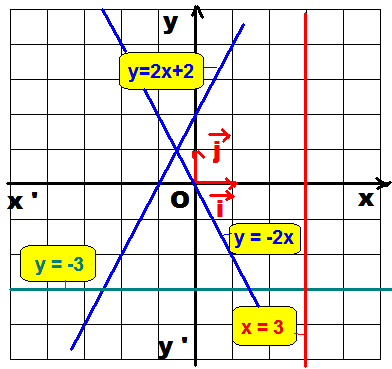 y
y=2x+2
j
x '
O
i
x
y = -2x
y = -3
x = 3
y '